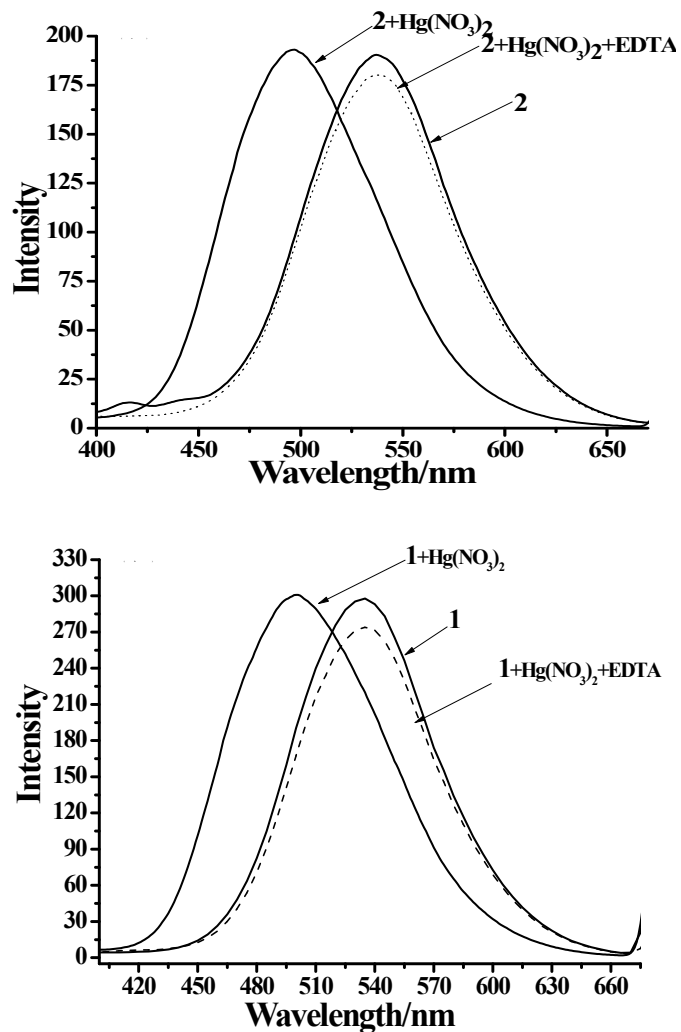 2+Hg(NO3)2
2+Hg(NO3)2+EDTA
2
200
175
150
125
100
75
50
25
0
Intensity
400 450 500 550 600 650
Wavelength/nm
1+Hg(NO3)2
1
1+Hg(NO3)2+EDTA
330
300
270
240
210
180
150
120
90
60
30
0
Intensity
420 450 480 510 540 570 600 630 660
Wavelength/nm